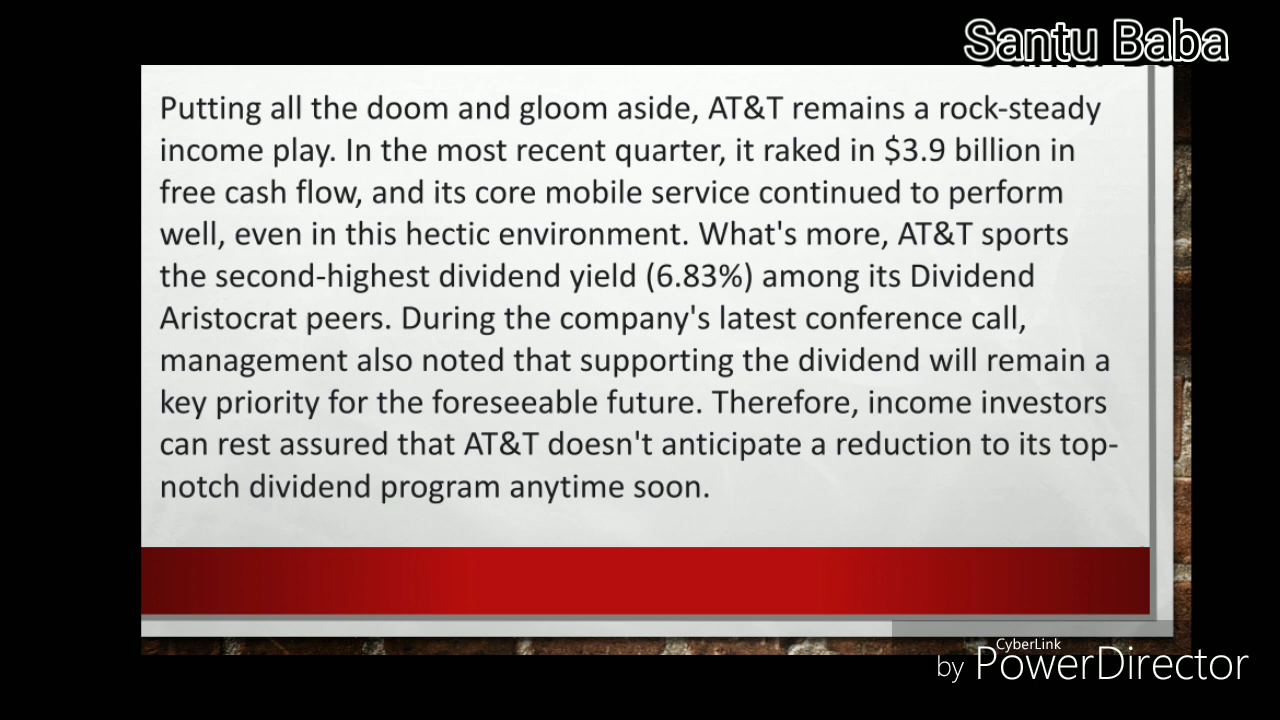 Santu Baba
Putting all the doom and gloom aside, AT&T remains a rock-steady
income play. In the most recent quarter, it raked in $3.9 billion in
free cash flow, and its core mobile service continued to perform
well, even in this hectic environment. What's more, AT&T sports
the second-highest dividend yield (6.83%) among its Dividend
Aristocrat peers. During the company's latest conference call,
management also noted that supporting the dividend will remain a
key priority for the foreseeable future. Therefore, income investors
can rest assured that AT&T doesn't anticipate a reduction to its top-
notch dividend program anytime soon.
CyberLink
by PowerDirector